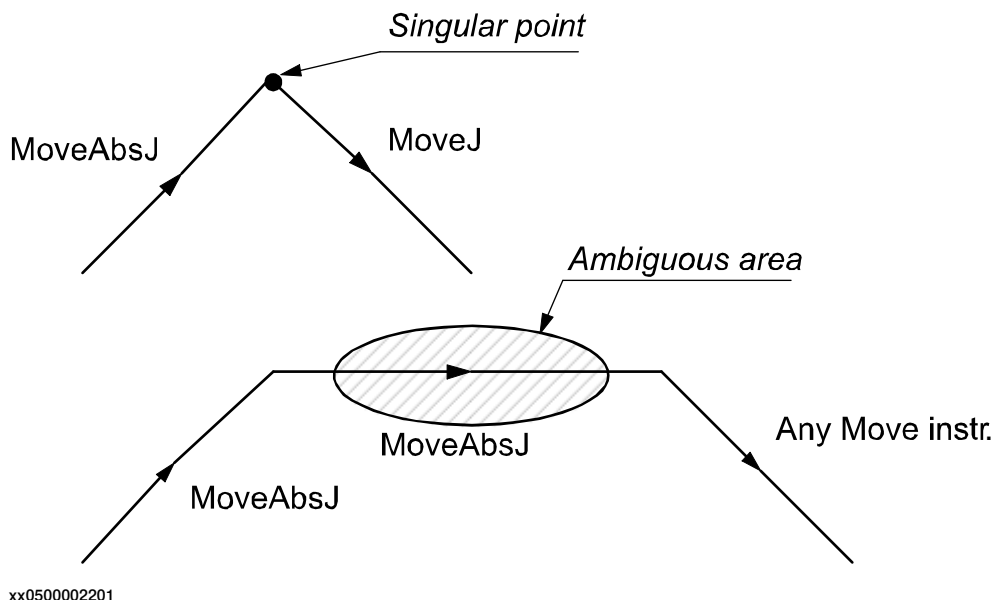 Singular point
MoveAbsJ
MoveJ
Ambiguous area
MoveAbsJ
Any Move instr.
MoveAbsJ
xx0500002201